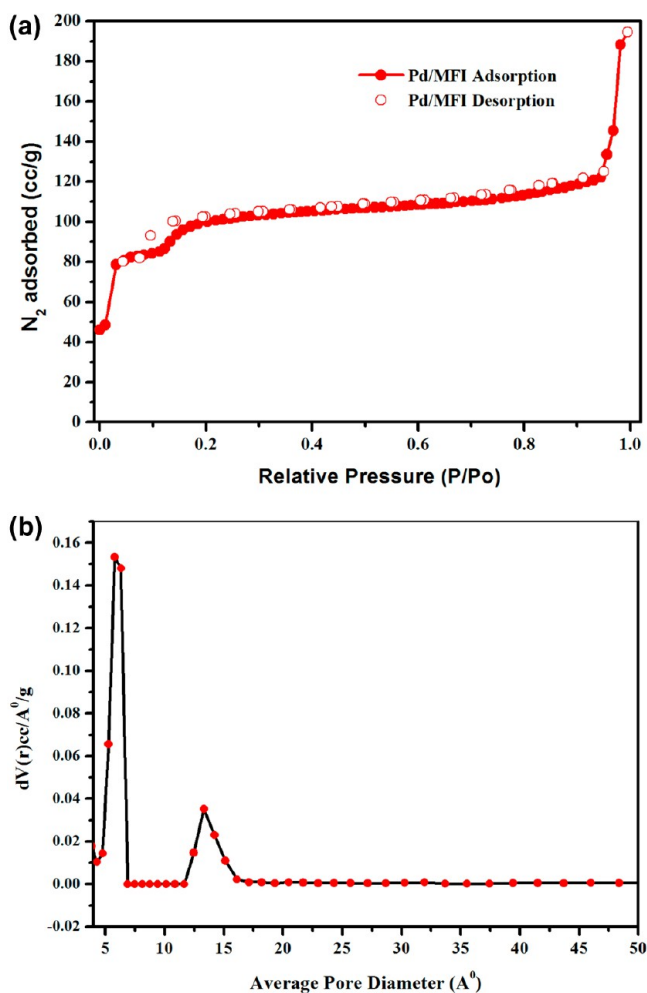 (a)
200
180
160
140
120
100
80
60
40
20
0
N₂ adsorbed (cc/g)
Pd/MFI Adsorption
Pd/MFI Desorption
0.0 0.2 0.4 0.6 0.8 1.0
Relative Pressure (P/Po)
(b)
0.16
0.14
0.12
0.10
0.08
0.06
0.04
0.02
0.00
-0.02
dV(r)cc/A⁰/g
5 10 15 20 25 30 35 40 45 50
Average Pore Diameter (A⁰)